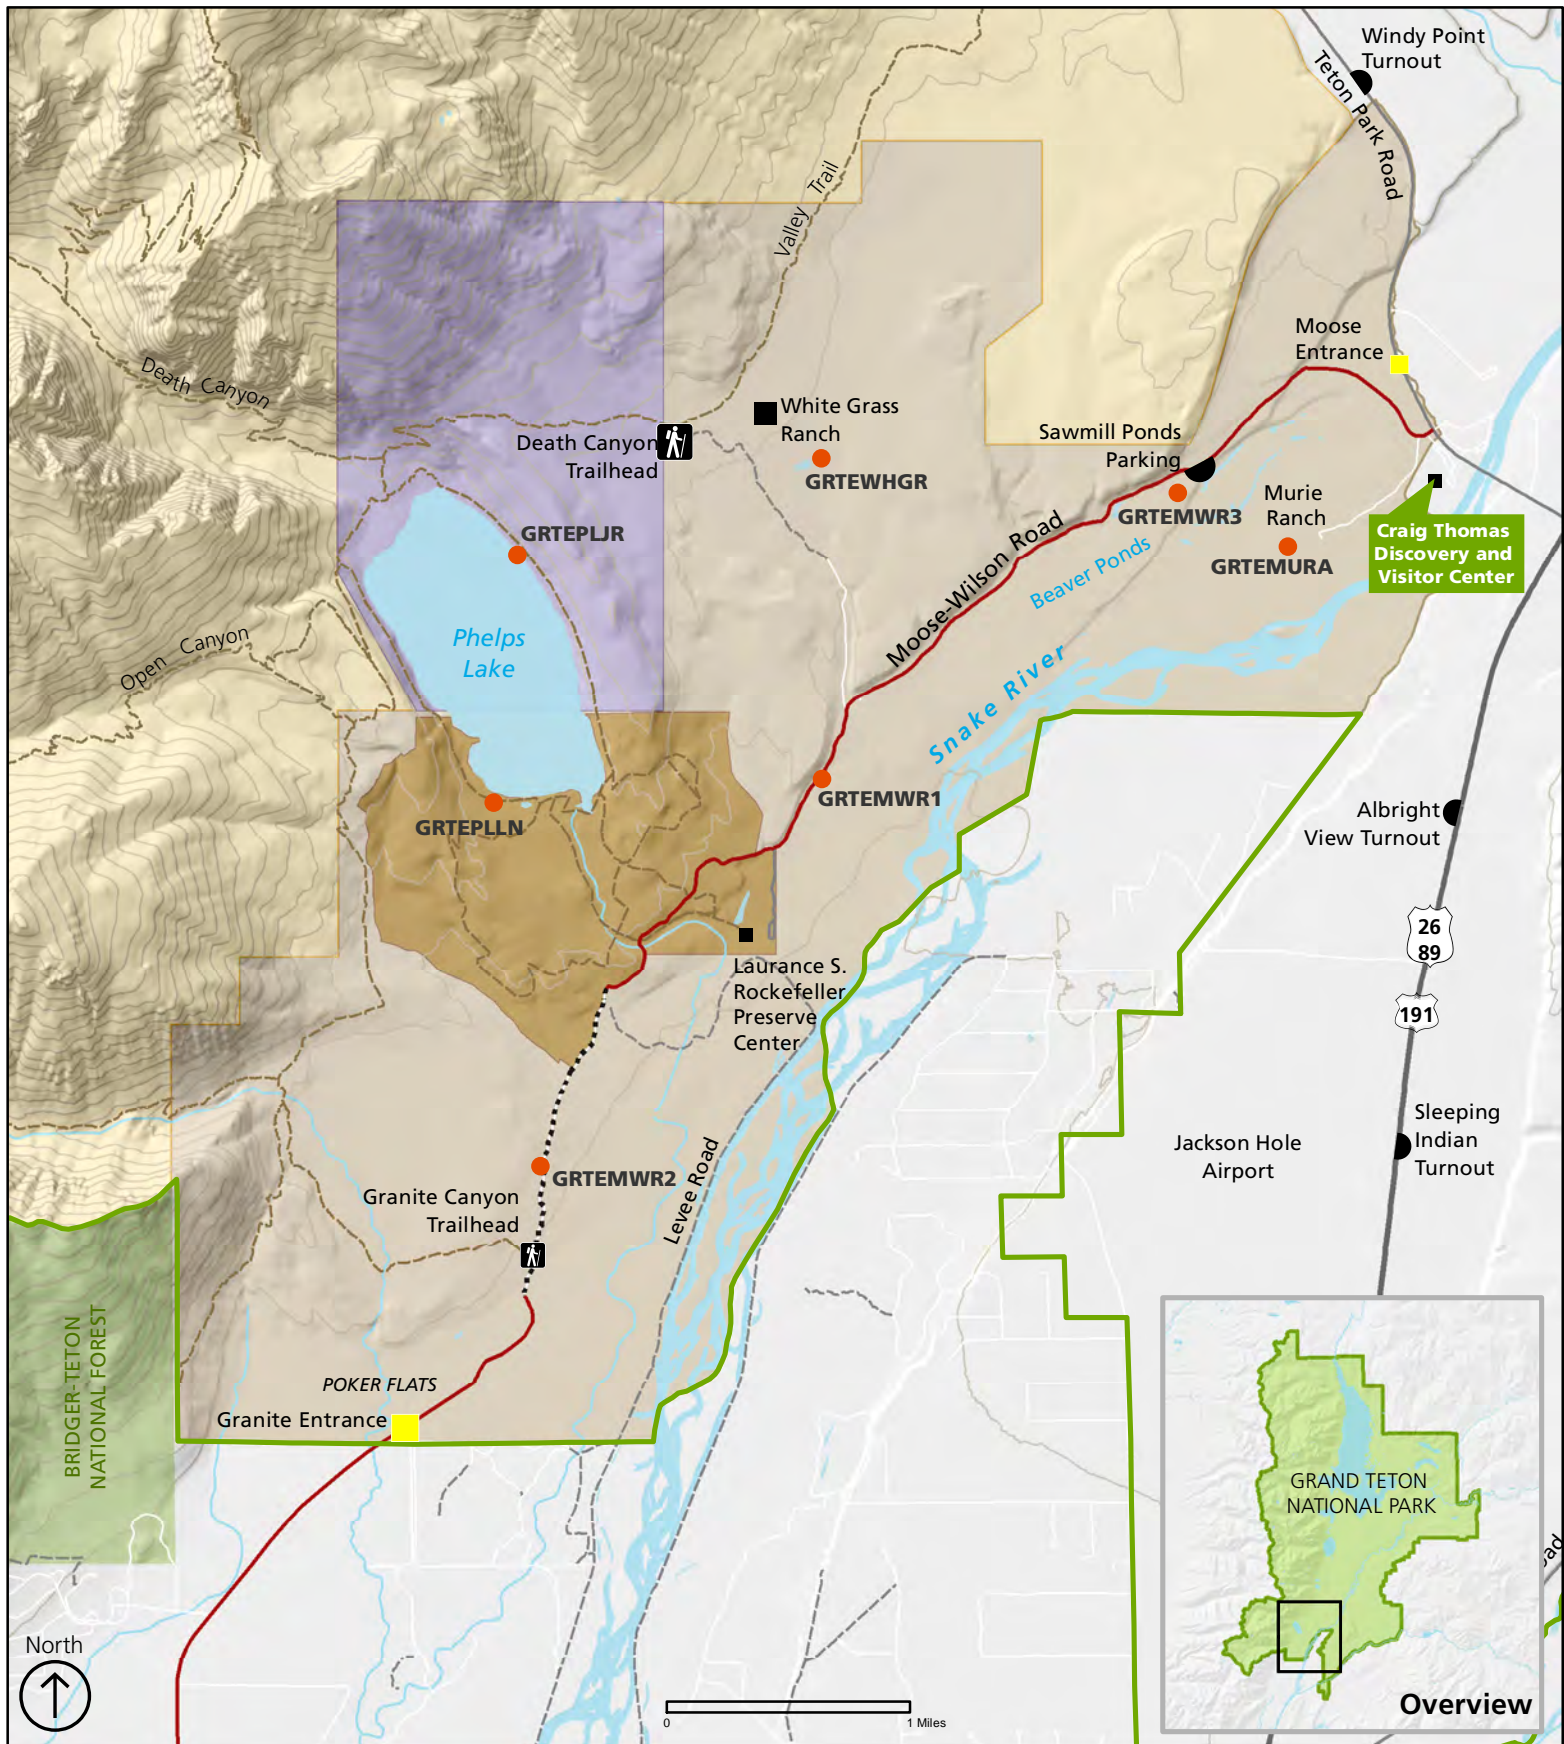 Windy Point
Turnout
Teton Park Road
Valley Trail
Moose
Entrance
Death Canyon
White Grass
Ranch
Death Canyon
Trailhead
GRTEWHGR
Sawmill Ponds
Parking
GRTEMWR3
Murie
Ranch
GRTEMURA
Craig Thomas
Discovery and
Visitor Center
GRTEPLJR
Moose-Wilson Road
Beaver Ponds
Phelps
Lake
Open Canyon
Snake River
GRTEMWR1
GRTEPLLN
Albright
View Turnout
26
89
191
Laurance S.
Rockefeller
Preserve
Center
Sleeping
Indian
Turnout
Jackson Hole
Airport
GRTEMWR2
Granite Canyon
Trailhead
Levee Road
BRIDGER-TETON
NATIONAL FOREST
POKER FLATS
Granite Entrance
GRAND TETON
NATIONAL PARK
Overview
North
0
1 Miles